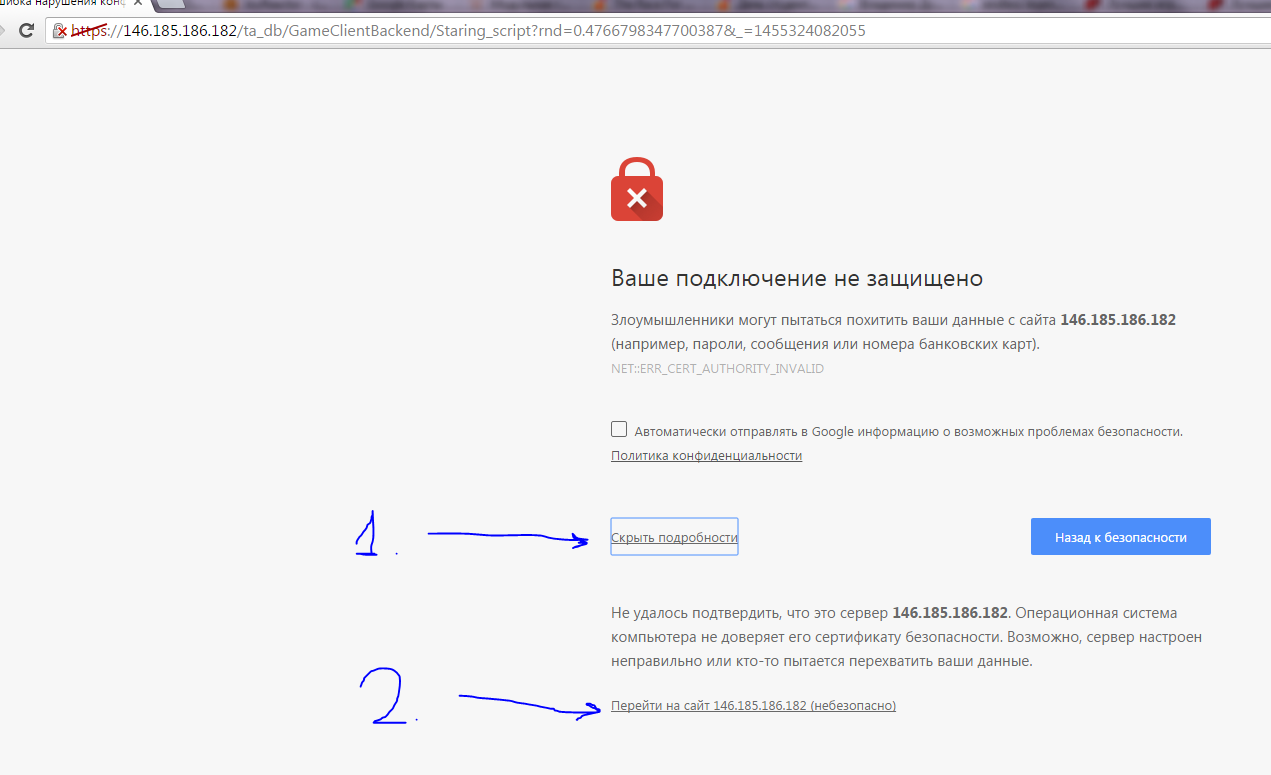 шибка нарушения конф
https://146.185.186.182/ta_db/GameClientBackend/Staring_script?rnd=0.4766798347700387&_=1455324082055
Ваше подключение не защищено
Злоумышленники могут пытаться похитить ваши данные с сайта 146.185.186.182
(например, пароли, сообщения или номера банковских карт).
NET::ERR_CERT_AUTHORITY_INVALID
Автоматически отправлять в Google информацию о возможных проблемах безопасности.
Политика конфиденциальности
1.
Скрыть подробности
Назад к безопасности
Не удалось подтвердить, что это сервер 146.185.186.182. Операционная система
компьютера не доверяет его сертификату безопасности. Возможно, сервер настроен
неправильно или кто-то пытается перехватить ваши данные.
2.
Перейти на сайт 146.185.186.182 (небезопасно)